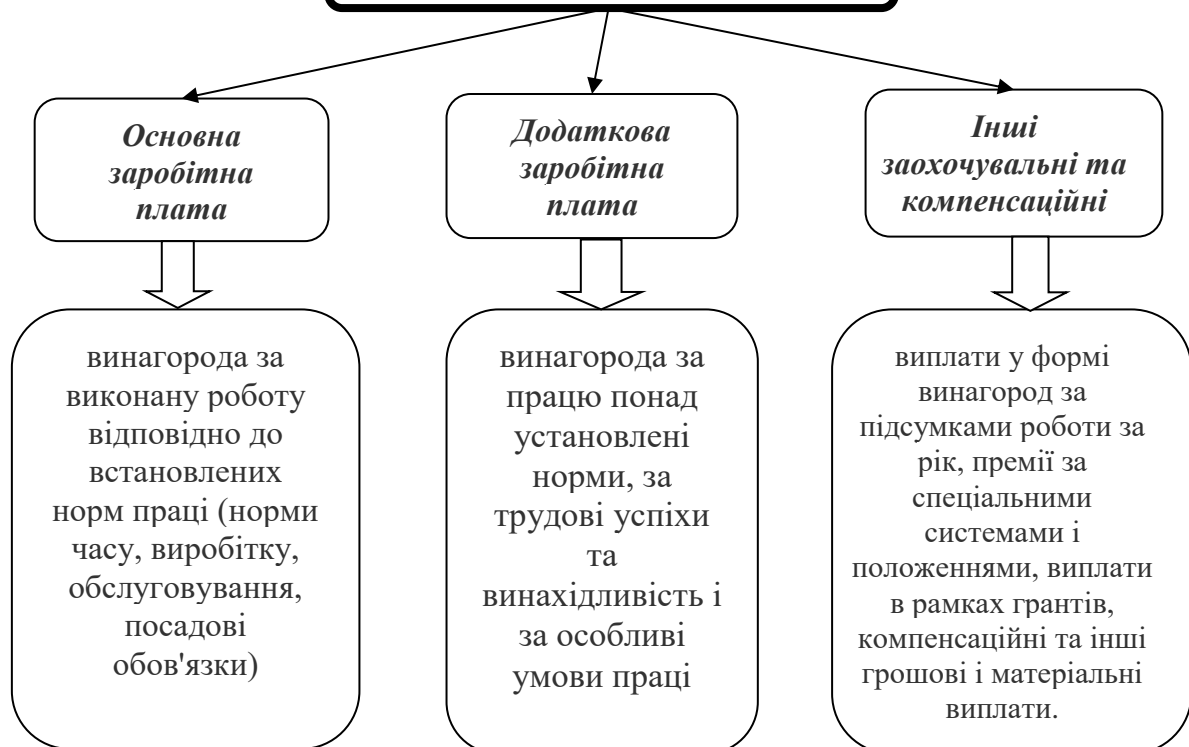 Основна
заробітна
плата
Додаткова
заробітна
плата
Інші
заохочувальні та
компенсаційні
винагорода за
виконану роботу
відповідно до
встановлених
норм праці (норми
часу, виробітку,
обслуговування,
посадові
обов'язки)
винагорода за
працю понад
установлені
норми, за
трудові успіхи
та
винахідливість і
за особливі
умови праці
виплати у формі
винагород за
підсумками роботи за
рік, премії за
спеціальними
системами і
положеннями, виплати
в рамках грантів,
компенсаційні та інші
грошові і матеріальні
виплати.